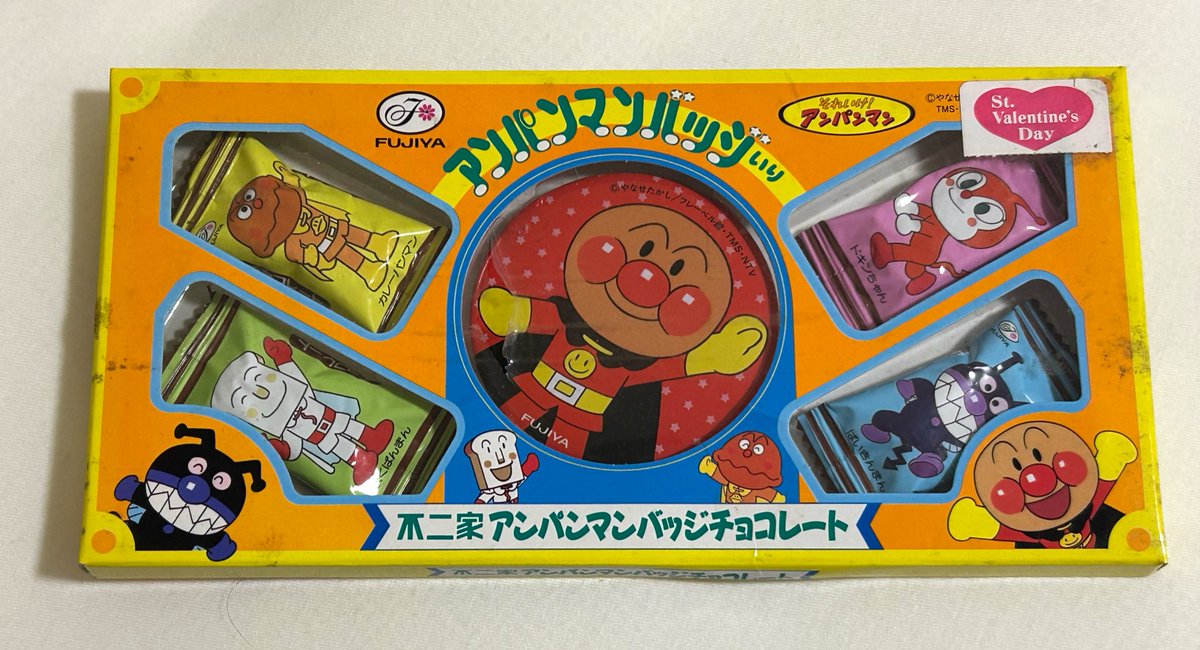 FUJIYA
アンパンマンバッジいり
それいけ!
アンパンマン
©やなせ
TMS・
St.
Valentine's
Day
FUJIYA
カレーパンマン
くぱんまん
©やなせたかし/フレーベル館・TMS・NTV
FUJIYA
ドキンちゃん
FUJIYA
ばいきんまん
不二家 アンパンマンバッジチョコレート
不二家 アンパンマンバッジチョコレート